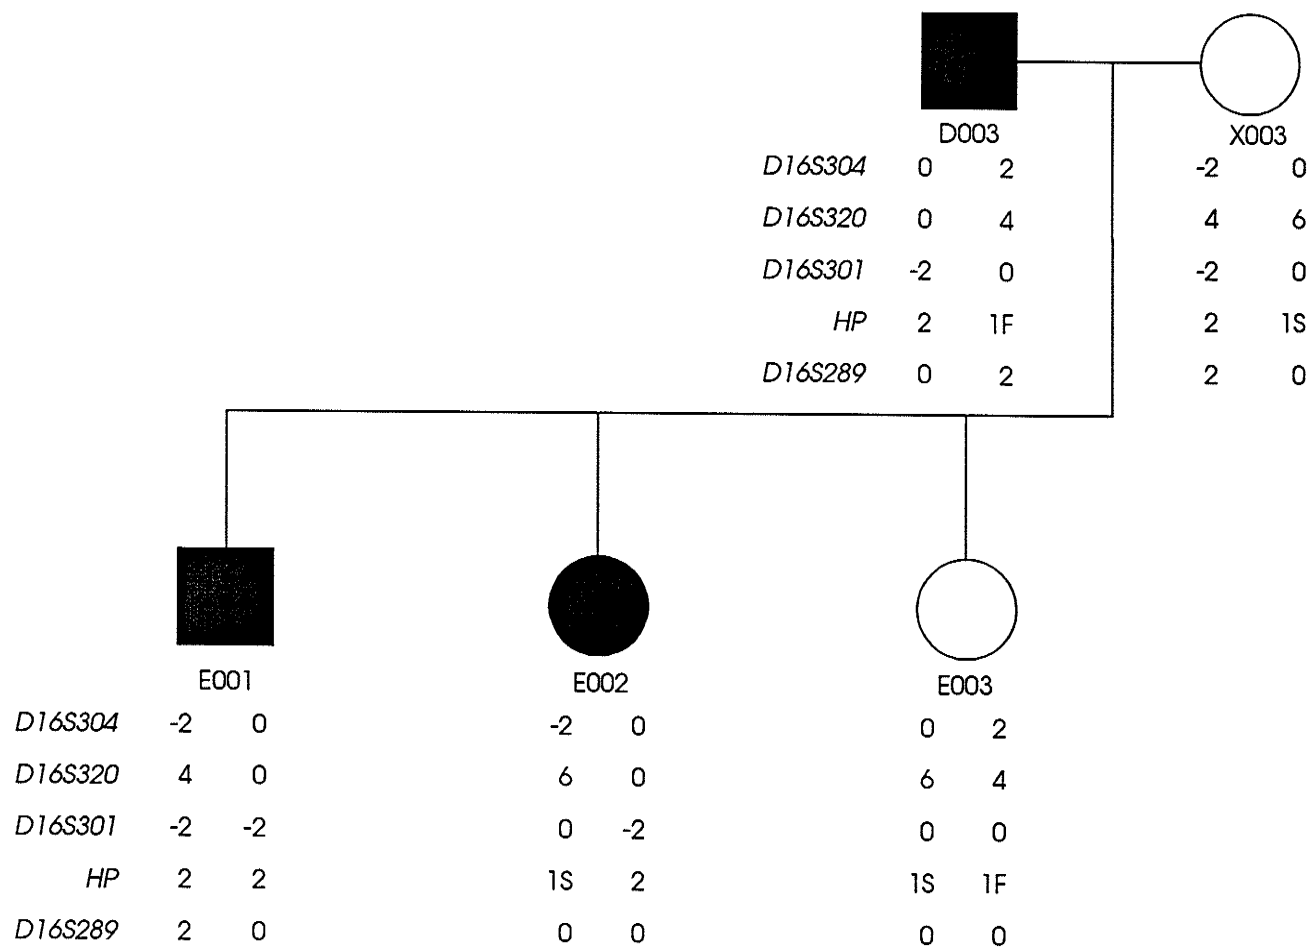 D003 X003
D16S304 0 2 -2 0
D16S320 0 4 4 6
D16S301 -2 0 -2 0
HP 2 1F 2 1S
D16S289 0 2 2 0
E001 E002 E003
D16S304 -2 0 -2 0 0 2
D16S320 4 0 6 0 6 4
D16S301 -2 -2 0 -2 0 0
HP 2 2 1S 2 1S 1F
D16S289 2 0 0 0 0 0